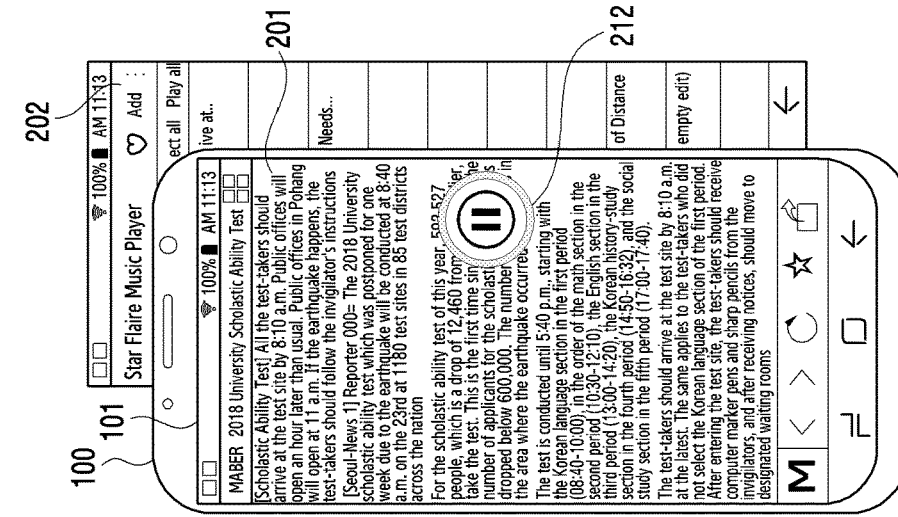 202
100% AM 11:13
Star Flaire Music Player Add
ect all Play all
ive at..
Needs...
of Distance
empty edit)
100
101
201
100% AM 11:13
MABER 2018 University Scholastic Ability Test
[Scholastic Ability Test] All the test-takers should
arrive at the test site by 8:10 a.m. Public offices will
open an hour later than usual. Public offices in Pohang
will open at 11 a.m. If the earthquake happens, the
test-takers should follow the invigilator's instructions
[Seoul-News 1] Reporter 000= The 2018 University
scholastic ability test which was postponed for one
week due to the earthquake will be conducted at 8:40
a.m. on the 23rd at 1180 test sites in 85 test districts
across the nation
For the scholastic ability test of this year, 593,527
people, which is a drop of 12,460 from
take the test. This is the first time sin
number of applicants for the scholasti
dropped below 600,000. The number in
the area where the earthquake occurred
The test is conducted until 5:40 p.m., starting with
the Korean language section in the first period
(08:40-10:00), in the order of the math section in the
second period (10:30-12:10), the English section in the
third period (13:00-14:20), the Korean history-study
section in the fourth period (14:50-16:32), and the social
study section in the fifth period (17:00-17:40).
The test-takers should arrive at the test site by 8:10 a.m.
at the latest. The same applies to the test-takers who did
not select the Korean language section of the first period.
After entering the test site, the test-takers should receive
computer marker pens and sharp pencils from the
invigilators, and after receiving notices, should move to
designated waiting rooms
M
212